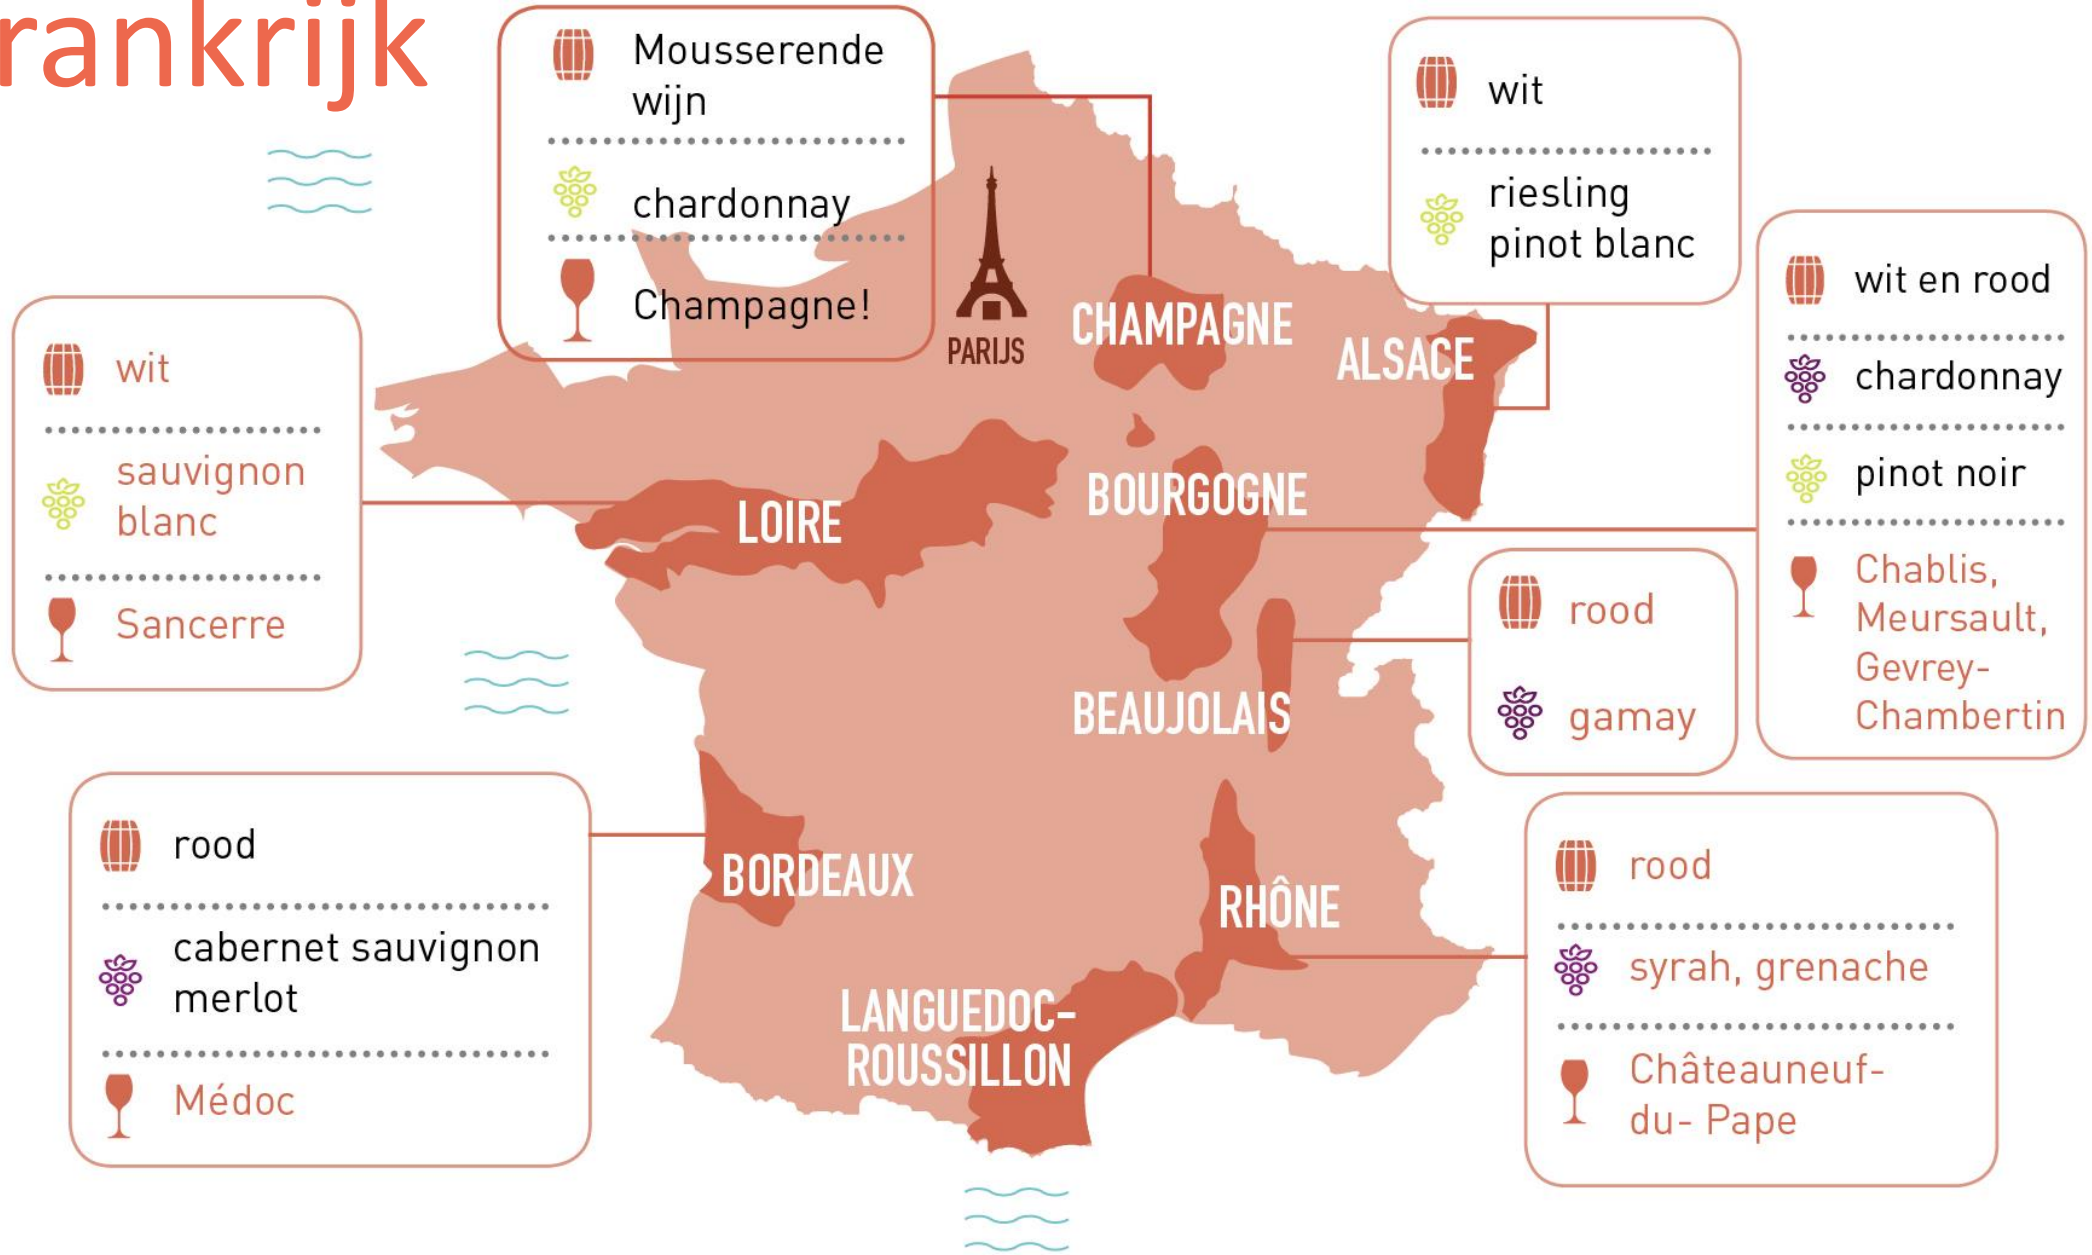 rankrijk
Mousserende
wijn
chardonnay
Champagne!
wit
riesling
pinot blanc
wit en rood
chardonnay
pinot noir
Chablis,
Meursault,
Gevrey-
Chambertin
wit
sauvignon
blanc
Sancerre
PARIJS
CHAMPAGNE
ALSACE
LOIRE
BOURGOGNE
BEAUJOLAIS
rood
gamay
rood
cabernet sauvignon
merlot
Médoc
BORDEAUX
RHÔNE
LANGUEDOC-
ROUSSILLON
rood
syrah, grenache
Châteauneuf-
du- Pape